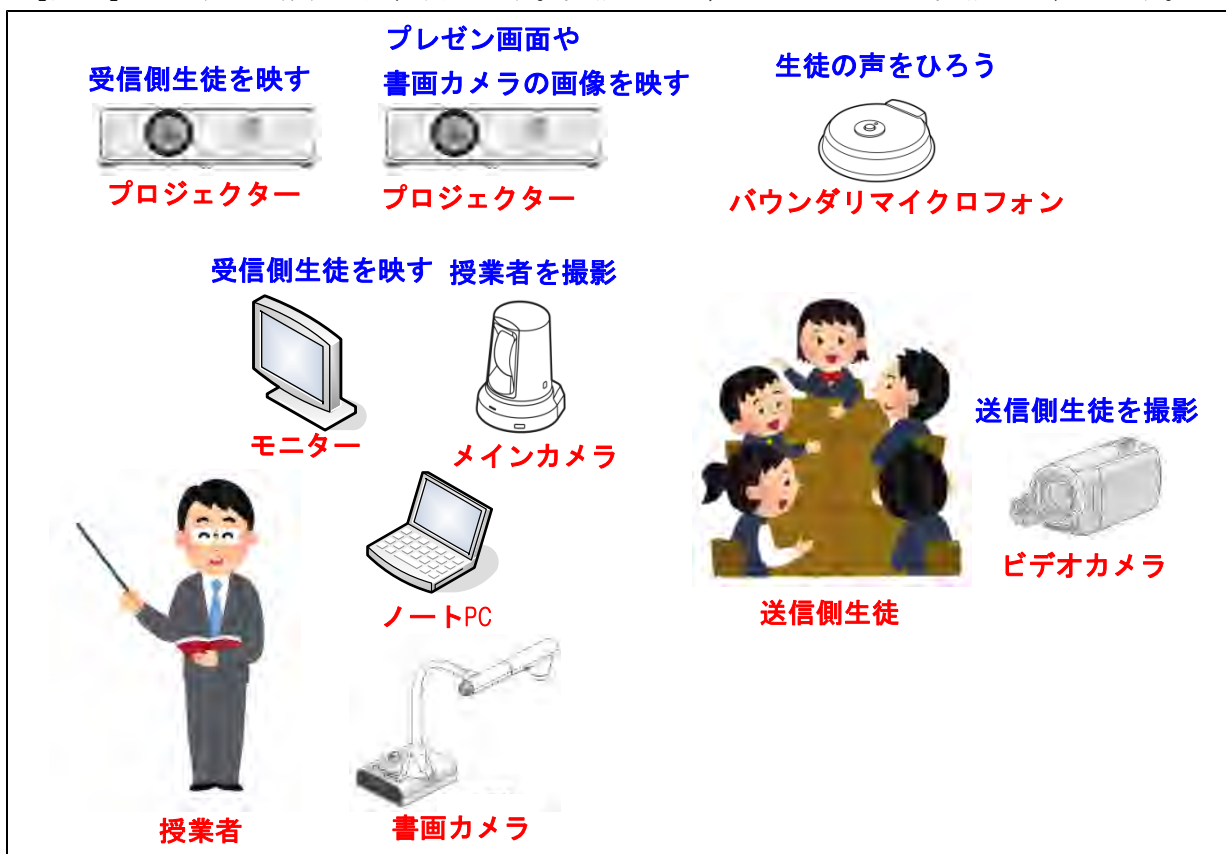 受信側生徒を映す
プロジェクター
プレゼン画面や
書画カメラの画像を映す
プロジェクター
生徒の声をひろう
バウンダリマイクロフォン
受信側生徒を映す
モニター
授業者を撮影
メインカメラ
送信側生徒を撮影
ビデオカメラ
送信側生徒
ノートPC
授業者
書画カメラ